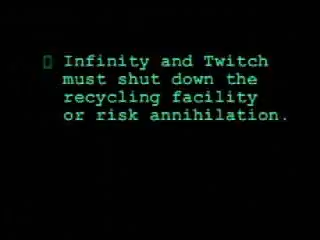 Infinity and Twitch
must shut down the
recycling facility
or risk annihilation.